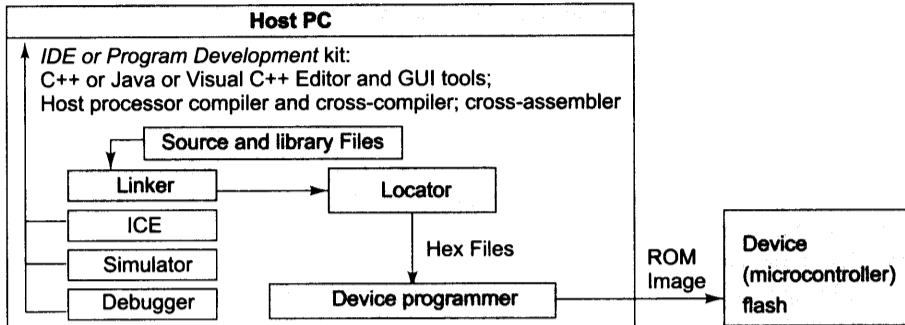 Host PC
IDE or Program Development kit:
C++ or Java or Visual C++ Editor and GUI tools;
Host processor compiler and cross-compiler; cross-assembler
Source and library Files
Linker
Locator
ICE
Simulator
Debugger
Hex Files
Device programmer
ROM
Image
Device
(microcontroller)
flash